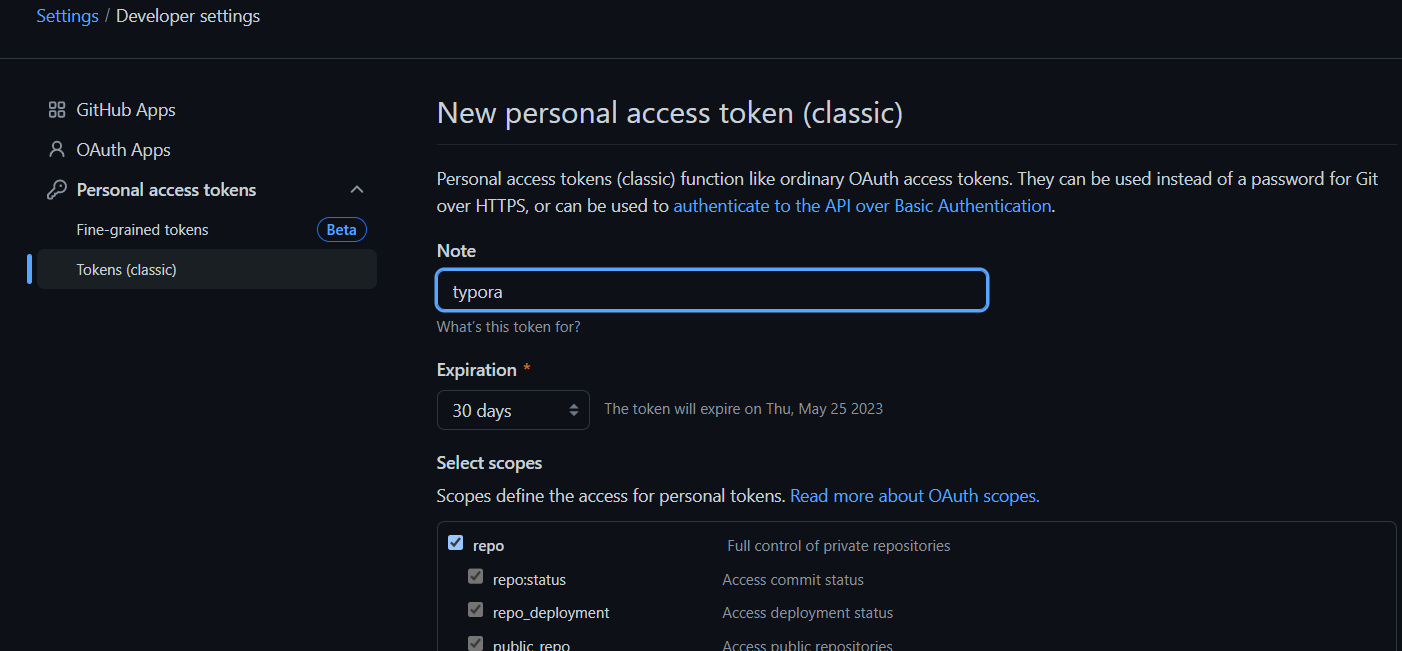 Settings / Developer settings
GitHub Apps
OAuth Apps
Personal access tokens
Fine-grained tokens Beta
Tokens (classic)
New personal access token (classic)
Personal access tokens (classic) function like ordinary OAuth access tokens. They can be used instead of a password for Git
over HTTPS, or can be used to authenticate to the API over Basic Authentication.
Note
typora
What's this token for?
Expiration *
30 days The token will expire on Thu, May 25 2023
Select scopes
Scopes define the access for personal tokens. Read more about OAuth scopes.
repo Full control of private repositories
repo:status Access commit status
repo_deployment Access deployment status
public_repo Access public repositories